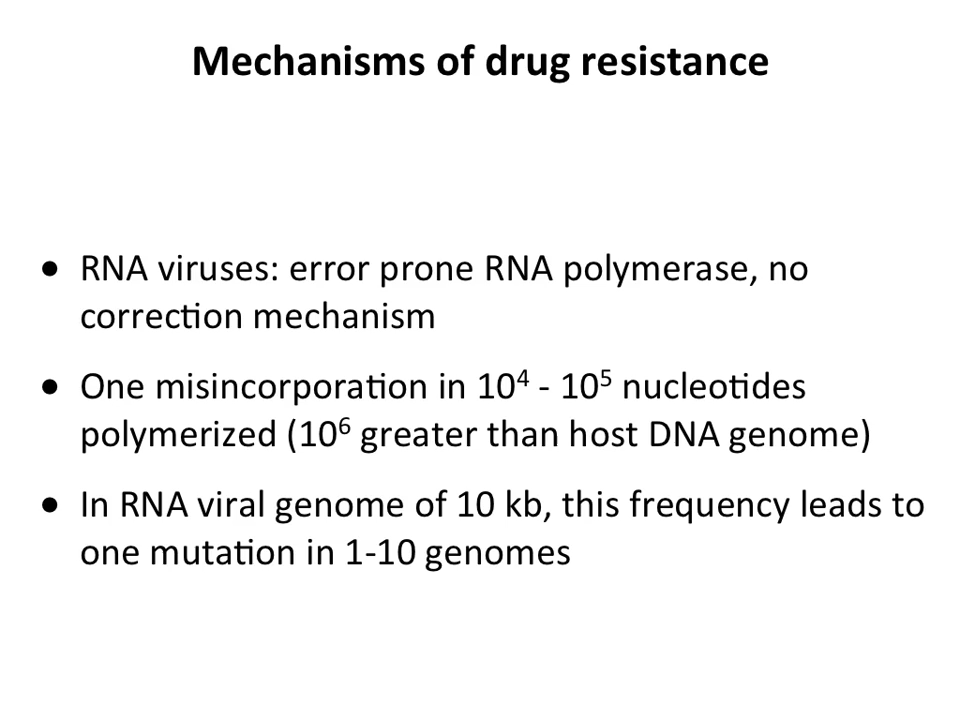 Mechanisms of drug resistance
• RNA viruses: error prone RNA polymerase, no
correction mechanism
• One misincorporation in 10⁴ - 10⁵ nucleotides
polymerized (10⁶ greater than host DNA genome)
• In RNA viral genome of 10 kb, this frequency leads to
one mutation in 1-10 genomes